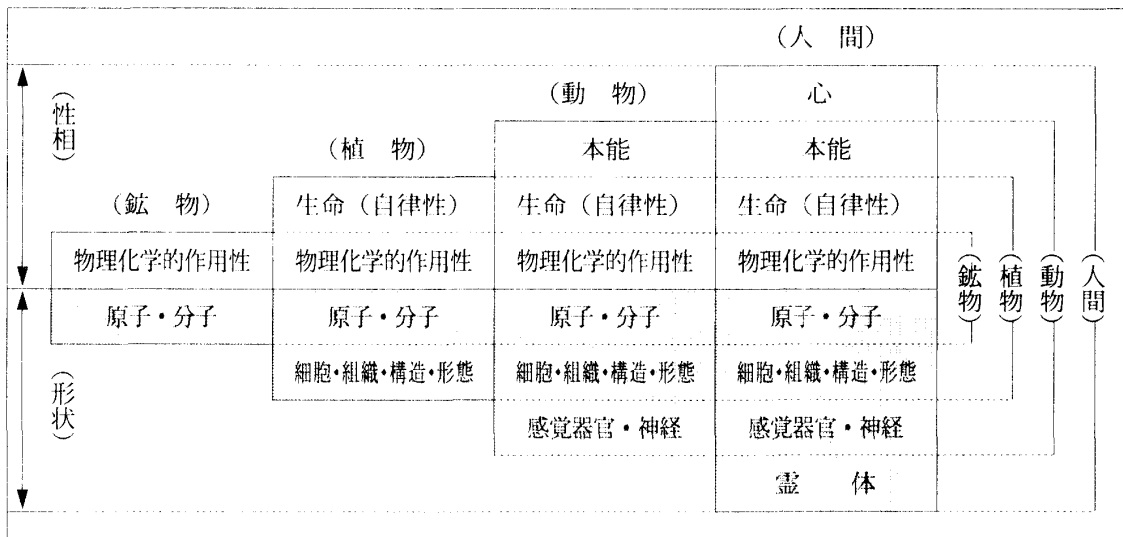 (人間)
(動物) 心
(性相)
(植物) 本能 本能
(鉱物) 生命(自律性) 生命(自律性) 生命(自律性)
物理化学的作用性 物理化学的作用性 物理化学的作用性 物理化学的作用性
(鉱物) (植物) (動物) (人間)
原子・分子 原子・分子 原子・分子 原子・分子
細胞・組織・構造・形態 細胞・組織・構造・形態 細胞・組織・構造・形態
(形状)
感覚器官・神経 感覚器官・神経
霊体